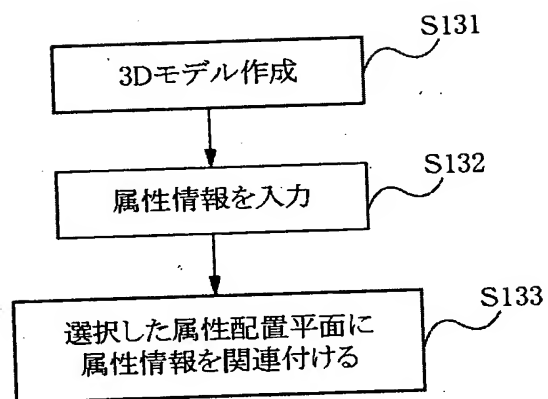 S131
3Dモデル作成
S132
属性情報を入力
S133
選択した属性配置平面に
属性情報を関連付ける